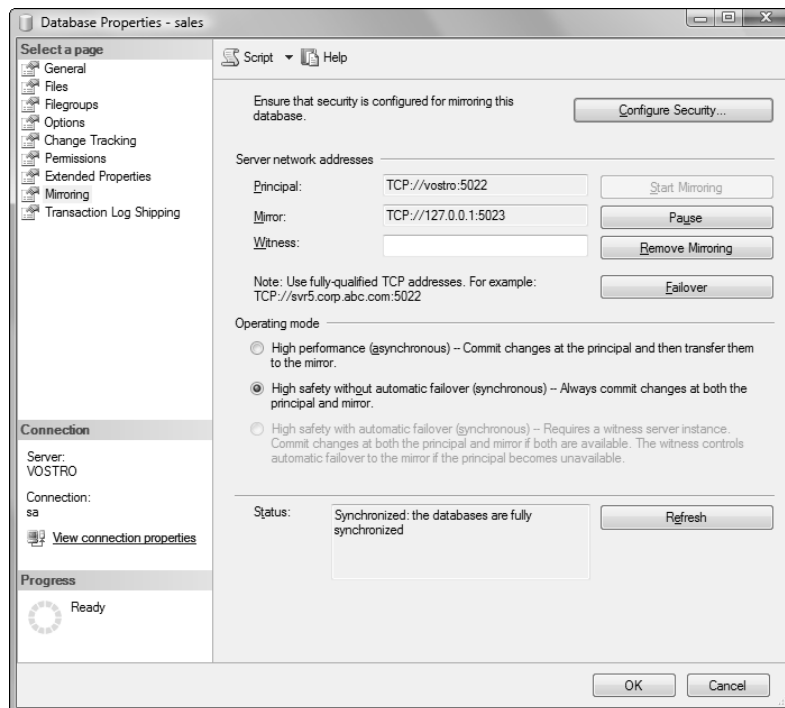 Database Properties - sales
Select a page
General
Files
Filegroups
Options
Change Tracking
Permissions
Extended Properties
Mirroring
Transaction Log Shipping
Connection
Server:
VOSTRO
Connection:
sa
View connection properties
Progress
Ready
Script
Help
Ensure that security is configured for mirroring this
database.
Configure Security...
Server network addresses
Principal:
TCP://vostro:5022
Start Mirroring
Mirror:
TCP://127.0.0.1:5023
Pause
Witness:
Remove Mirroring
Note: Use fully-qualified TCP addresses. For example:
TCP://svr5.corp.abc.com:5022
Failover
Operating mode
High performance (asynchronous) – Commit changes at the principal and then transfer them
to the mirror.
High safety without automatic failover (synchronous) – Always commit changes at both the
principal and mirror.
High safety with automatic failover (synchronous) – Requires a witness server instance.
Commit changes at both the principal and mirror if both are available. The witness controls
automatic failover to the mirror if the principal becomes unavailable.
Status:
Synchronized: the databases are fully
synchronized
Refresh
OK
Cancel